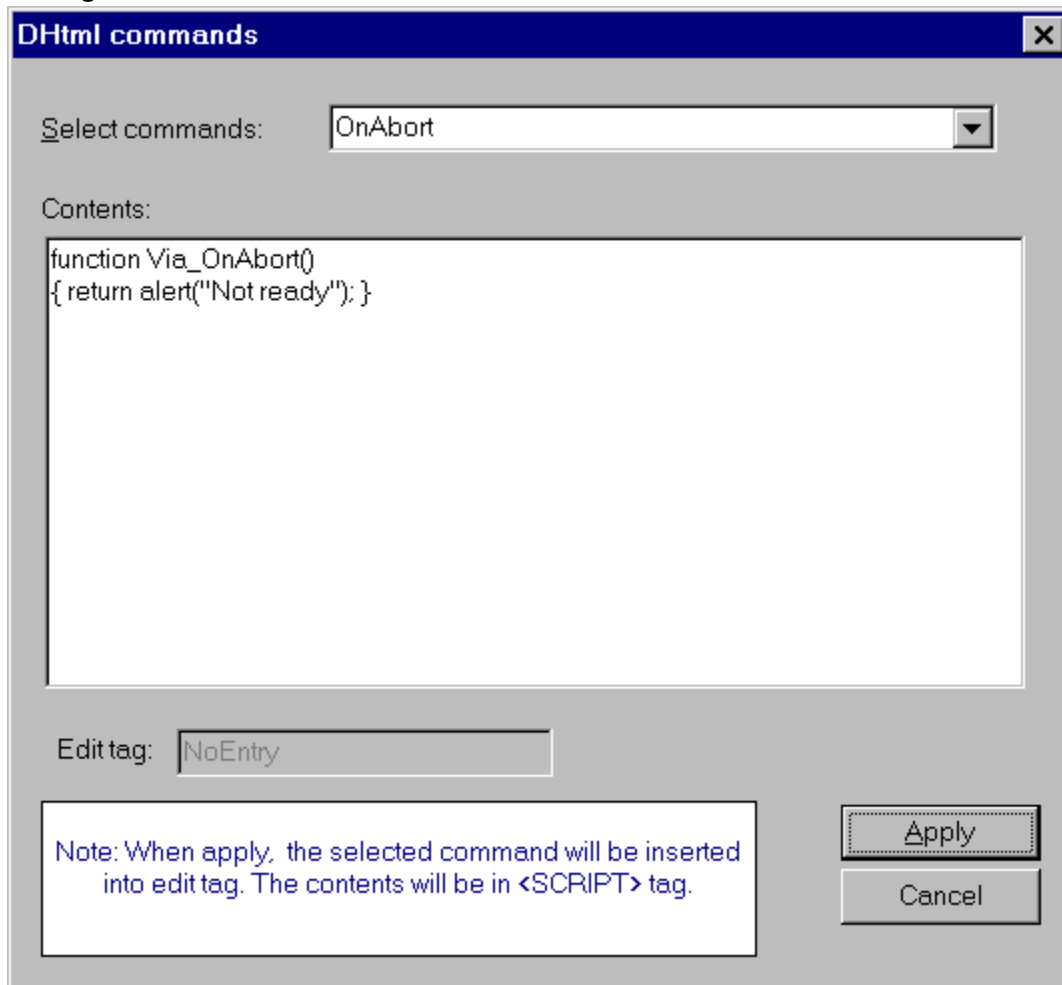 DHtml commands
Select commands: OnAbort
Contents:
function Via_OnAbort()
{ return alert("Not ready"); }
Edit tag: NoEntry
Note: When apply,  the selected command will be inserted
into edit tag. The contents will be in <SCRIPT> tag.
Apply
Cancel